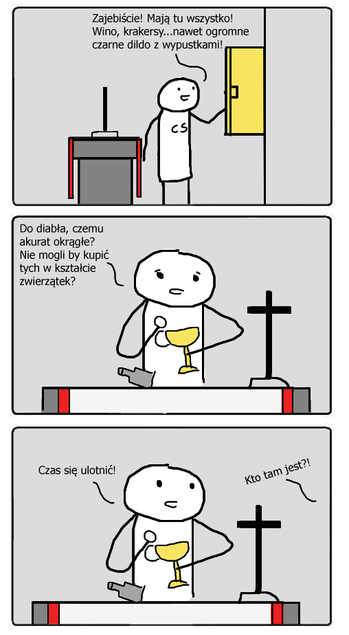 Zajebiście! Mają tu wszystko!
Wino, krakersy...nawet ogromne
czarne dildo z wypustkami!
CS
Do diabła, czemu
akurat okrągłe?
Nie mogli by kupić
tych w kształcie
zwierzątek?
Czas się ulotnić!
Kto tam jest?!